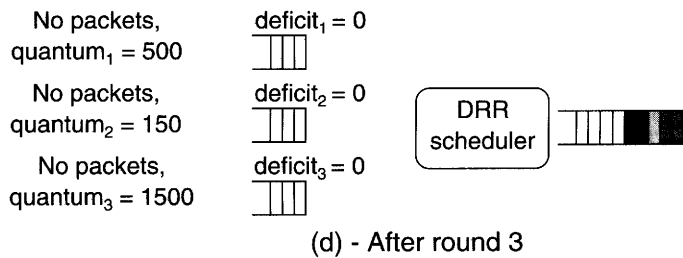 No packets,
quantum₁ = 500
deficit₁ = 0
No packets,
quantum₂ = 150
deficit₂ = 0
No packets,
quantum₃ = 1500
deficit₃ = 0
DRR
scheduler
(d) - After round 3